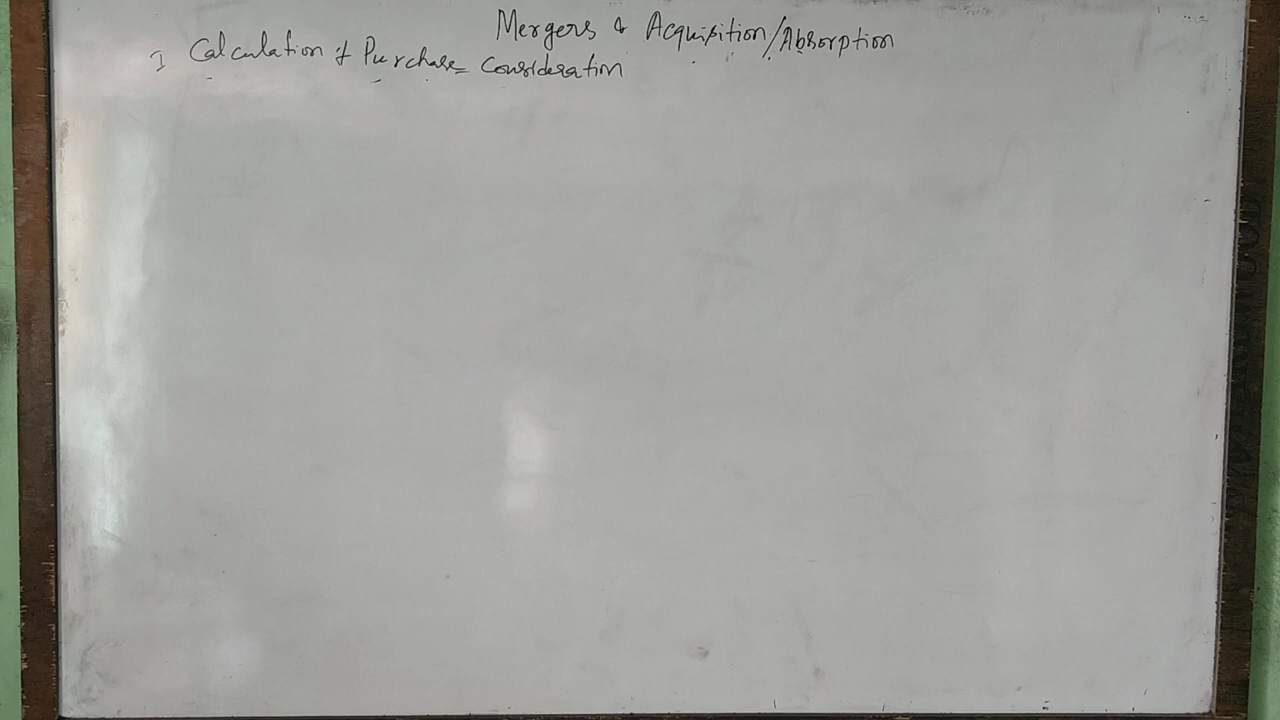 Mergers & Acquisition/Absorption
I Calculation of Purchase Consideration